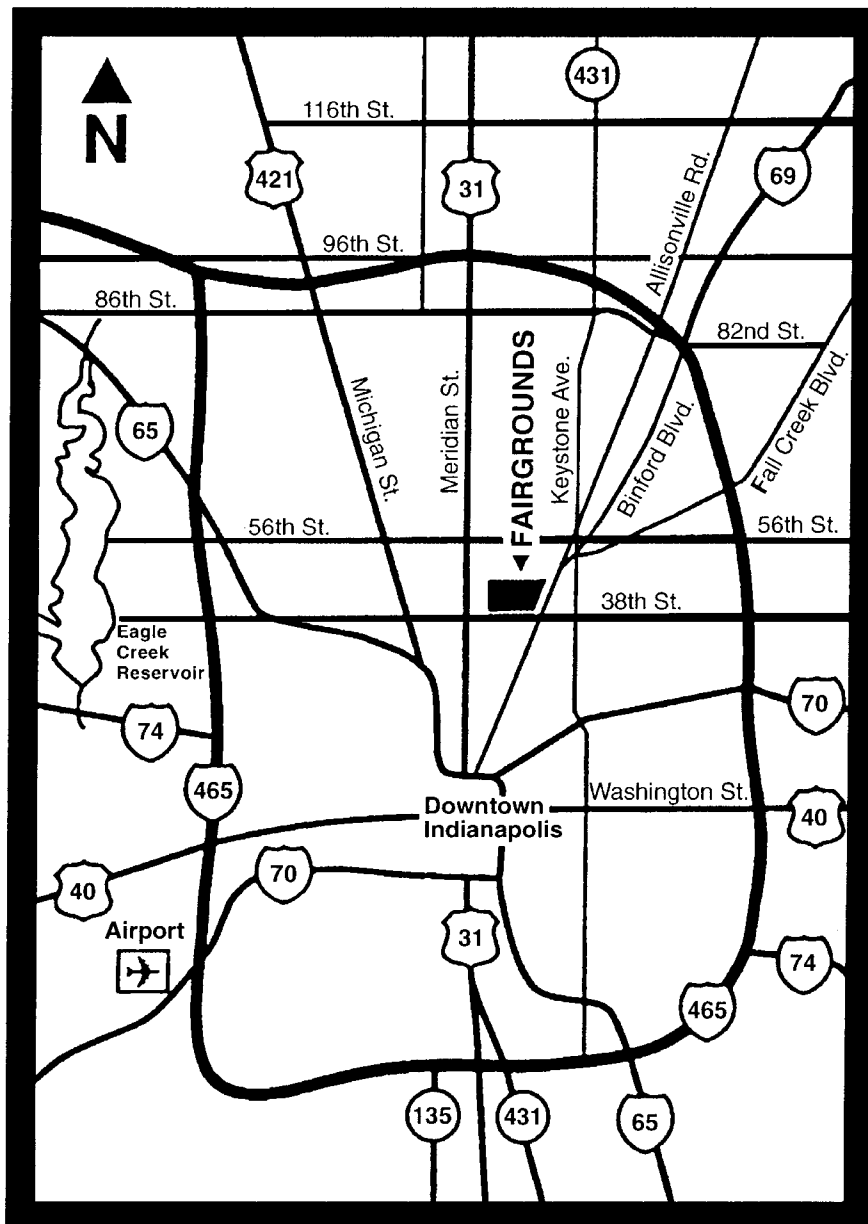 N
431
116th St.
421
31
Allisonville Rd.
69
96th St.
86th St.
82nd St.
65
Michigan St.
Meridian St.
FAIRGROUNDS
Keystone Ave.
Binford Blvd.
Fall Creek Blvd.
56th St.
56th St.
38th St.
Eagle
Creek
Reservoir
74
70
465
Downtown
Indianapolis
Washington St.
40
40
70
Airport
31
74
465
135
431
65